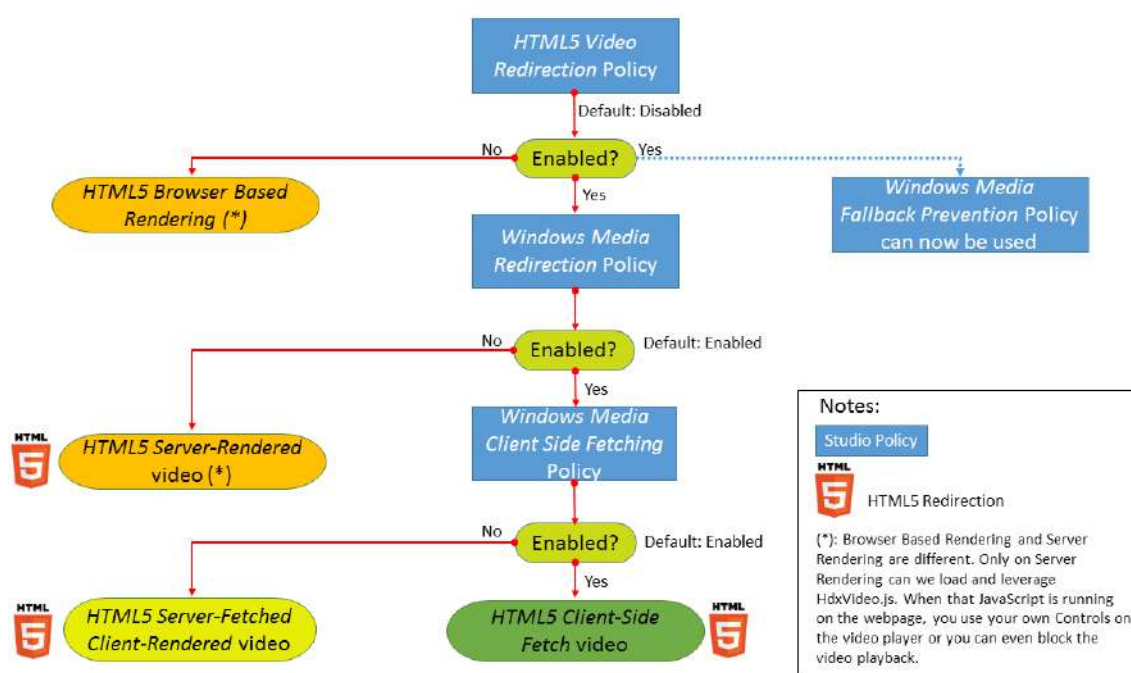 HTML5 Video
Redirection Policy
Default: Disabled
No
Enabled?
Yes
HTML5 Browser Based
Rendering (*)
Yes
Windows Media
Fallback Prevention Policy
can now be used
Windows Media
Redirection Policy
No
Enabled?
Default: Enabled
Yes
Windows Media
Client Side Fetching
Policy
HTML
5
HTML5 Server-Rendered
video (*)
No
Enabled?
Default: Enabled
Yes
HTML
5
HTML5 Server-Fetched
Client-Rendered video
HTML5 Client-Side
Fetch video
HTML
5
Notes:
Studio Policy
HTML
5
HTML5 Redirection
(*): Browser Based Rendering and Server
Rendering are different. Only on Server
Rendering can we load and leverage
HdxVideo.js. When that JavaScript is running
on the webpage, you use your own Controls on
the video player or you can even block the
video playback.